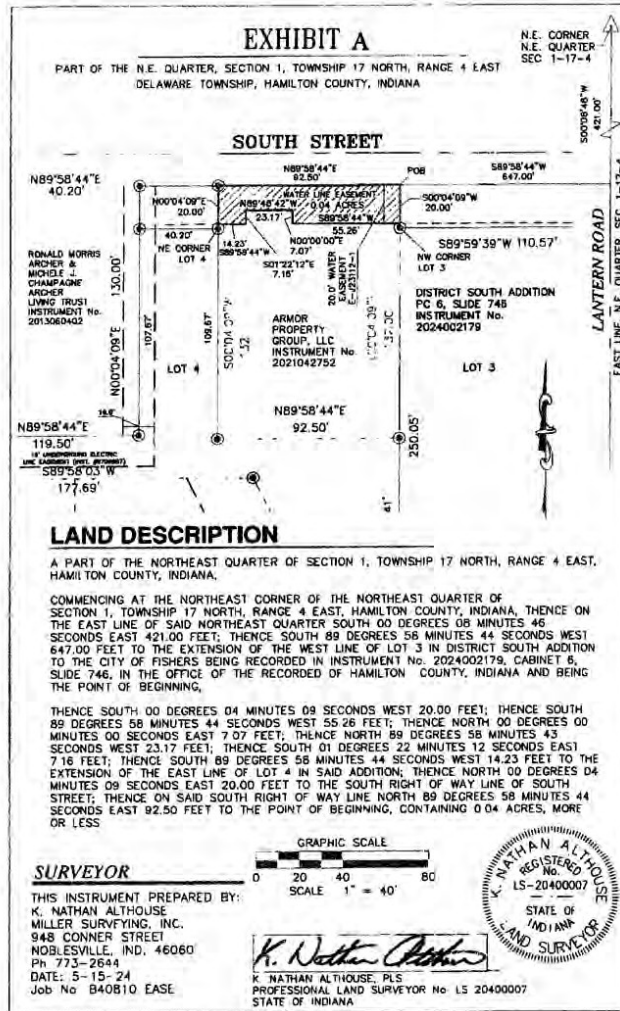 EXHIBIT A
PART OF THE N.E. QUARTER, SECTION 1, TOWNSHIP 17 NORTH, RANGE 4 EAST
DELAWARE TOWNSHIP, HAMILTON COUNTY, INDIANA
N.E. CORNER
N.E. QUARTER
SEC 1-17-4
S00°08'46"W
421.00'
SOUTH STREET
N89°58'44"E
40.20'
N89°58'44"E
92.50'
POB
S89°58'44"W
647.00'
N00°04'09"E
20.00'
WATER LINE EASEMENT
0.04 ACRES
N89°48'42"W
23.17'
S89°58'44"W
55.26'
S00°04'09"W
20.00'
40.20'
NE CORNER
LOT 4
14.23'
S89°58'44"W
N00°00'00"E
7.07'
S01°22'12"E
7.16'
20.0' WATER
EASEMENT
E-J23112-1
S89°59'39"W 110.57'
NW CORNER
LOT 3
RONALD MORRIS
ARCHER &
MICHELE J.
CHAMPAGNE
ARCHER
LIVING TRUST
INSTRUMENT No.
2013060402
N00°04'09"E 130.00'
107.67'
109.67'
LOT 4
ARMOR
PROPERTY
GROUP, LLC
INSTRUMENT No
2021042752
DISTRICT SOUTH ADDITION
PC 6, SLIDE 746
INSTRUMENT No.
2024002179
LOT 3
LANTERN ROAD
EAST LINE, N.E. QUARTER, SEC 1-17-4
N89°58'44"E
92.50'
250.05'
41"
N89°58'44"E
119.50'
S89°58'03"W
177.69'
LAND DESCRIPTION
A PART OF THE NORTHEAST QUARTER OF SECTION 1, TOWNSHIP 17 NORTH, RANGE 4 EAST,
HAMILTON COUNTY, INDIANA,
COMMENCING AT THE NORTHEAST CORNER OF THE NORTHEAST QUARTER OF
SECTION 1, TOWNSHIP 17 NORTH, RANGE 4 EAST, HAMILTON COUNTY, INDIANA, THENCE ON
THE EAST LINE OF SAID NORTHEAST QUARTER SOUTH 00 DEGREES 08 MINUTES 46
SECONDS EAST 421.00 FEET; THENCE SOUTH 89 DEGREES 58 MINUTES 44 SECONDS WEST
647.00 FEET TO THE EXTENSION OF THE WEST LINE OF LOT 3 IN DISTRICT SOUTH ADDITION
TO THE CITY OF FISHERS BEING RECORDED IN INSTRUMENT No. 2024002179, CABINET 6,
SLIDE 746, IN THE OFFICE OF THE RECORDED OF HAMILTON COUNTY, INDIANA AND BEING
THE POINT OF BEGINNING,
THENCE SOUTH 00 DEGREES 04 MINUTES 09 SECONDS WEST 20.00 FEET; THENCE SOUTH
89 DEGREES 58 MINUTES 44 SECONDS WEST 55.26 FEET; THENCE NORTH 00 DEGREES 00
MINUTES 00 SECONDS EAST 7.07 FEET; THENCE NORTH 89 DEGREES 58 MINUTES 43
SECONDS WEST 23.17 FEET; THENCE SOUTH 01 DEGREES 22 MINUTES 12 SECONDS EAST
7.16 FEET; THENCE SOUTH 89 DEGREES 58 MINUTES 44 SECONDS WEST 14.23 FEET TO THE
EXTENSION OF THE EAST LINE OF LOT 4 IN SAID ADDITION; THENCE NORTH 00 DEGREES 04
MINUTES 09 SECONDS EAST 20.00 FEET TO THE SOUTH RIGHT OF WAY LINE OF SOUTH
STREET; THENCE ON SAID SOUTH RIGHT OF WAY LINE NORTH 89 DEGREES 58 MINUTES 44
SECONDS EAST 92.50 FEET TO THE POINT OF BEGINNING, CONTAINING 0.04 ACRES, MORE
OR LESS
SURVEYOR
THIS INSTRUMENT PREPARED BY:
K. NATHAN ALTHOUSE
MILLER SURVEYING, INC.
948 CONNER STREET
NOBLESVILLE, IND. 46060
Ph 773-2644
DATE: 5-15-24
Job No B40810 EASE
GRAPHIC SCALE
0 20 40 80
SCALE 1" = 40'
K. Nathan Althouse
K NATHAN ALTHOUSE, PLS
PROFESSIONAL LAND SURVEYOR No LS 20400007
STATE OF INDIANA
K. NATHAN ALTHOUSE
REGISTERED
No.
LS-20400007
STATE OF
INDIANA
LAND SURVEYOR